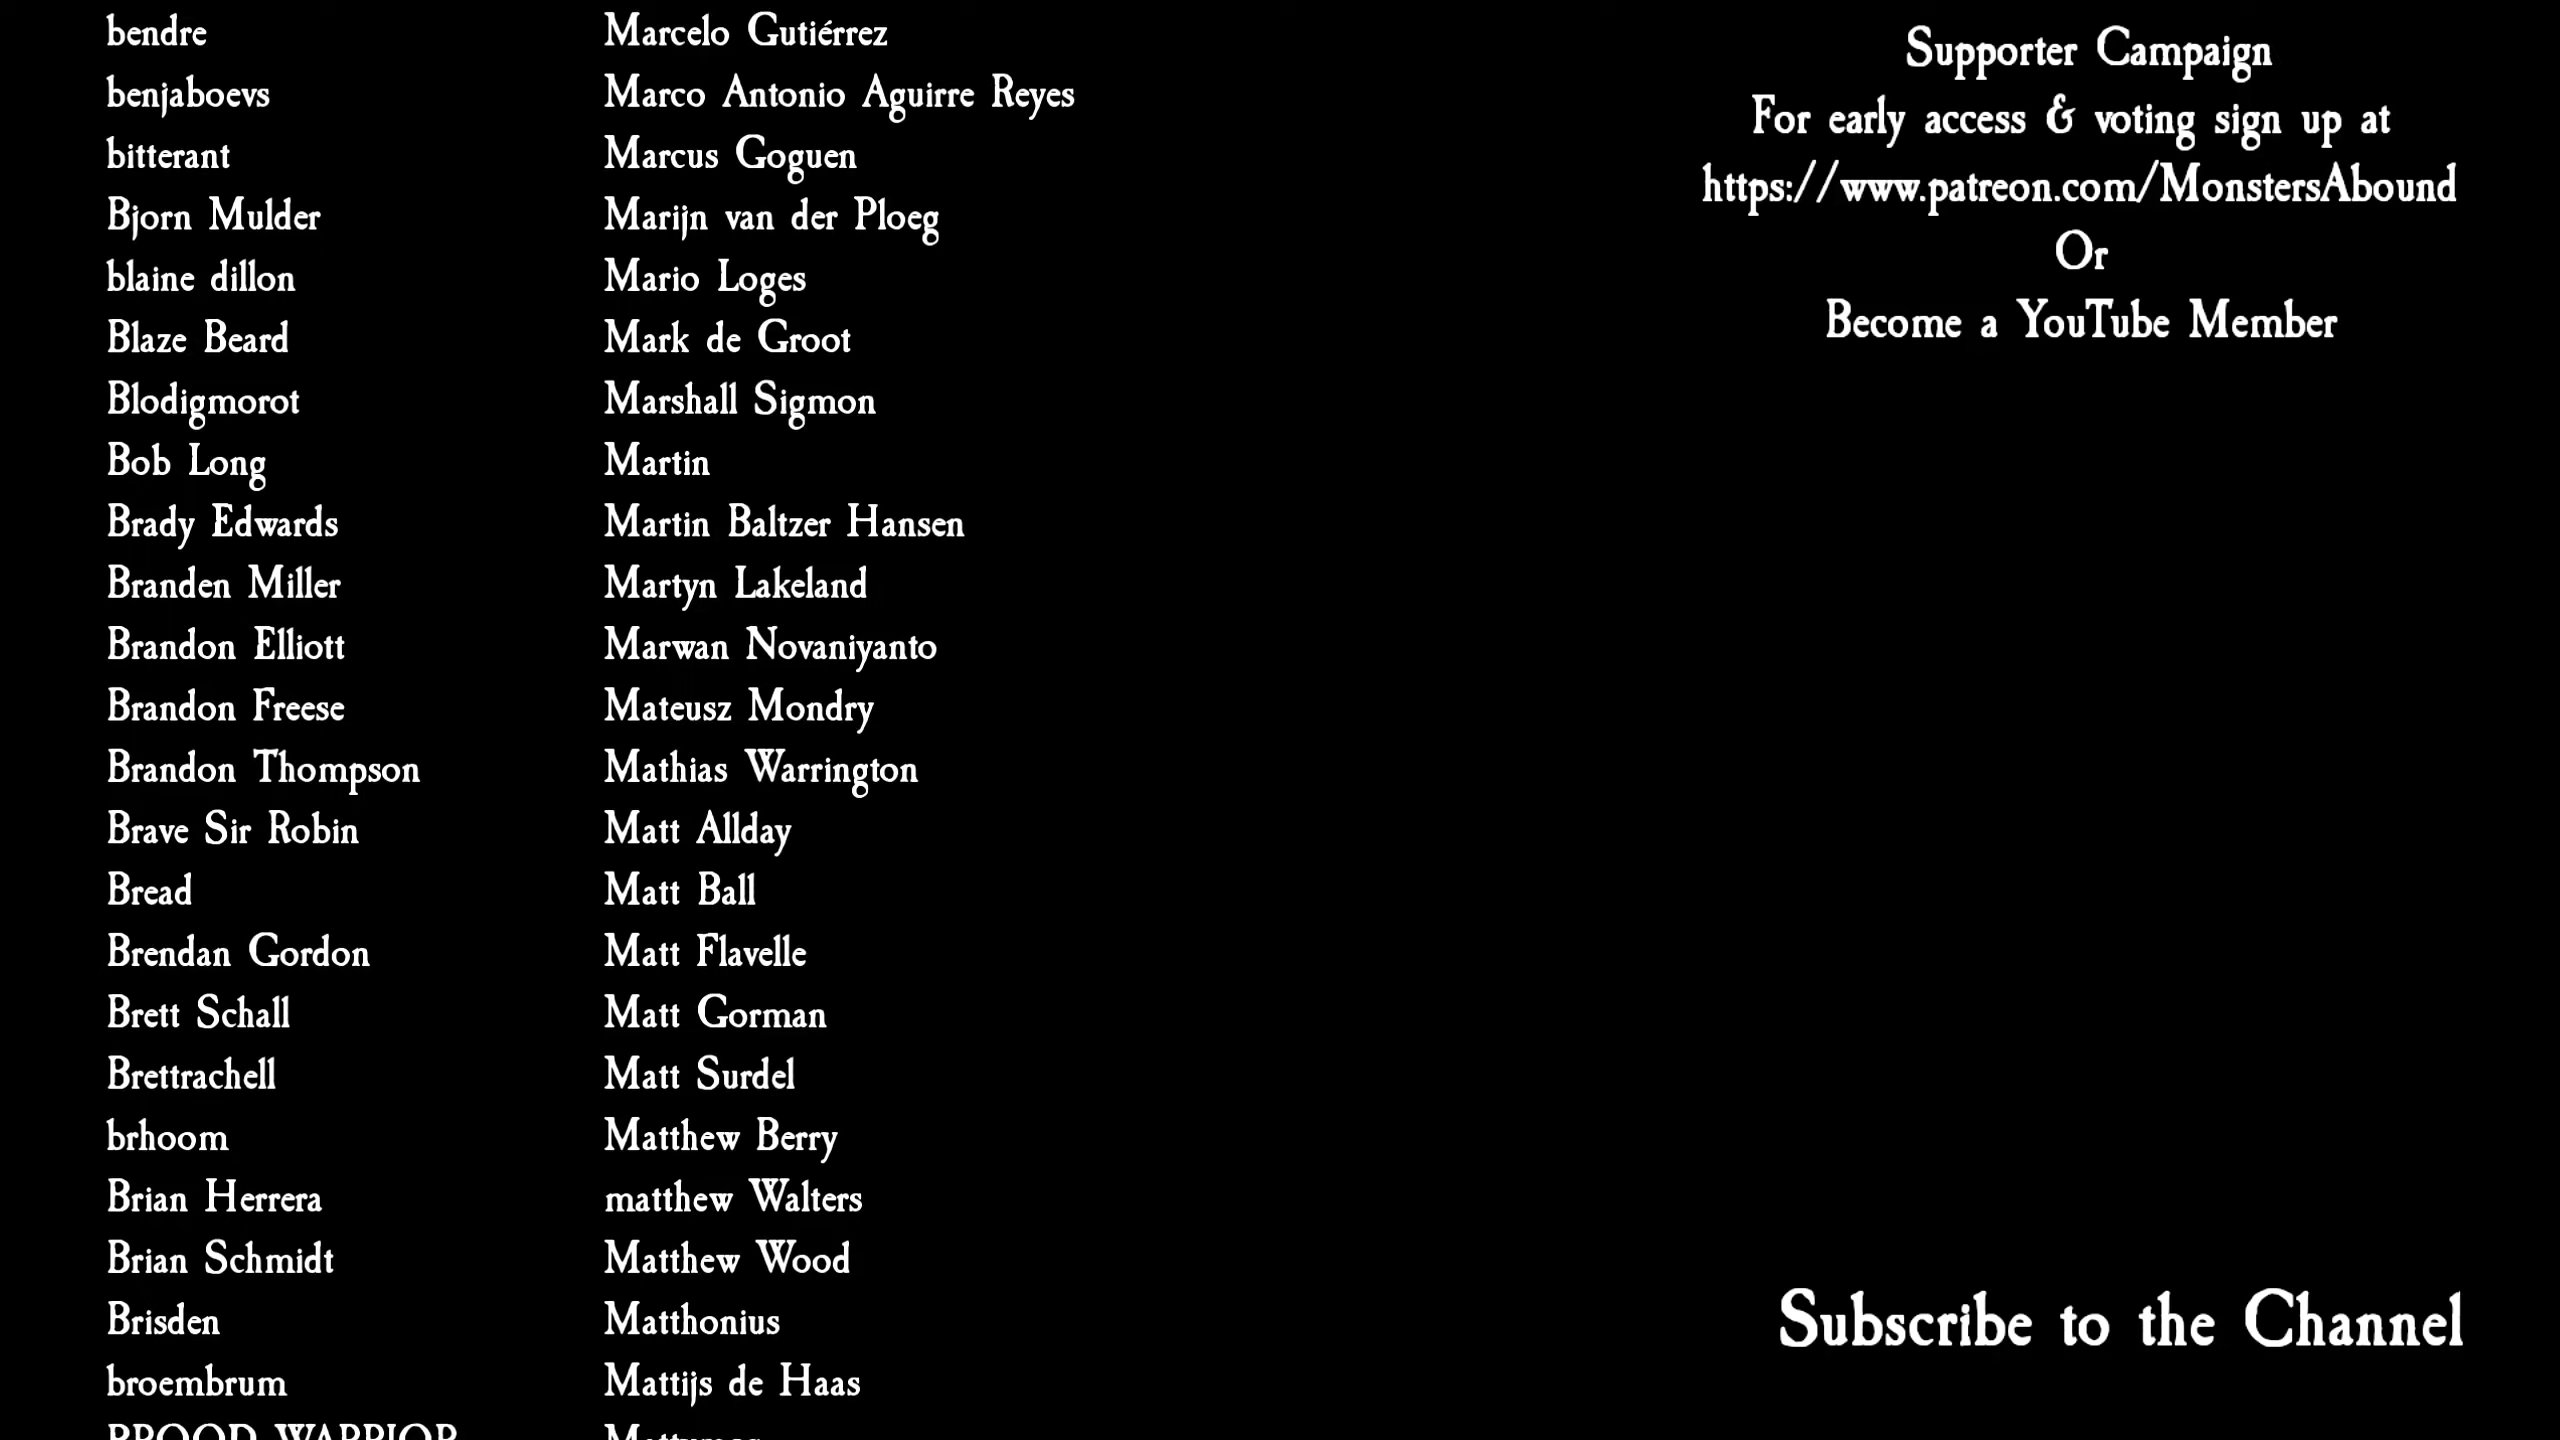 bendre
benjaboevs
bitterant
Bjorn Mulder
blaine dillon
Blaze Beard
Blodigmorot
Bob Long
Brady Edwards
Branden Miller
Brandon Elliott
Brandon Freese
Brandon Thompson
Brave Sir Robin
Bread
Brendan Gordon
Brett Schall
Brettrachell
brhoom
Brian Herrera
Brian Schmidt
Brisden
broembrum
BROOD WARRIOR
Marcelo Gutiérrez
Marco Antonio Aguirre Reyes
Marcus Goguen
Marijn van der Ploeg
Mario Loges
Mark de Groot
Marshall Sigmon
Martin
Martin Baltzer Hansen
Martyn Lakeland
Marwan Novaniyanto
Mateusz Mondry
Mathias Warrington
Matt Allday
Matt Ball
Matt Flavelle
Matt Gorman
Matt Surdel
Matthew Berry
matthew Walters
Matthew Wood
Matthonius
Mattijs de Haas
Supporter Campaign
For early access & voting sign up at
https://www.patreon.com/MonstersAbound
Or
Become a YouTube Member
Subscribe to the Channel